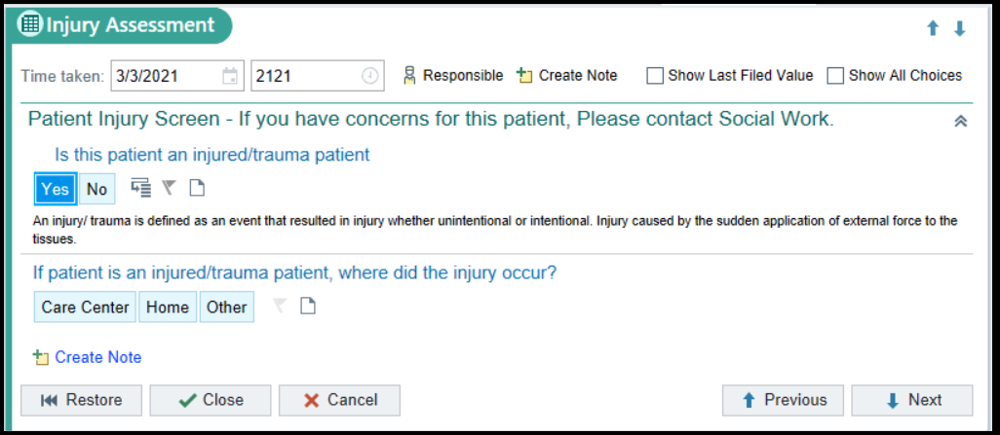 Injury Assessment
Time taken: 3/3/2021 2121 Responsible Create Note Show Last Filed Value Show All Choices
Patient Injury Screen - If you have concerns for this patient, Please contact Social Work.
Is this patient an injured/trauma patient
Yes No
An injury/ trauma is defined as an event that resulted in injury whether unintentional or intentional. Injury caused by the sudden application of external force to the
tissues.
If patient is an injured/trauma patient, where did the injury occur?
Care Center Home Other
Create Note
Restore Close Cancel Previous Next